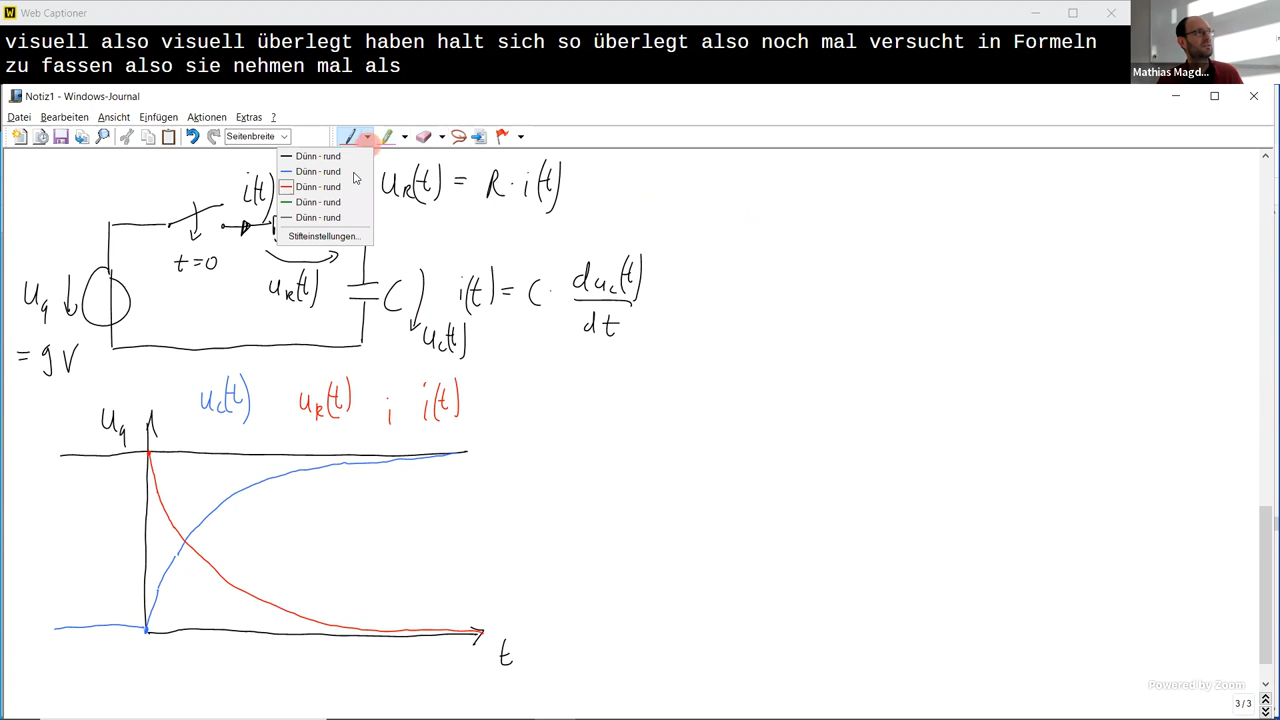 Web Captioner
visuell also visuell überlegt haben halt sich so überlegt also noch mal versucht in Formeln
zu fassen also sie nehmen mal als
Mathias Magd...
Notiz1 - Windows-Journal
Datei Bearbeiten Ansicht Einfügen Aktionen Extras ?
Seitenbreite
Dünn - rund
Dünn - rund
Dünn - rund
Dünn - rund
Dünn - rund
Stifteinstellungen...
i(t)
u_R(t) = R · i(t)
t=0
u_R(t)
u_q
= 9V
C
u_C(t)
i(t) = C · du_C(t)/dt
u_C(t) u_R(t) i i(t)
u_q
t
Powered by Zoom
3 / 3